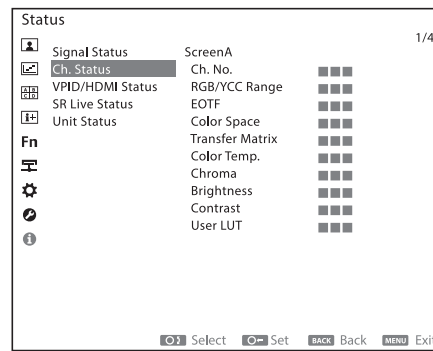 Status
1/4
Signal Status
Ch. Status
VPID/HDMI Status
SR Live Status
Unit Status
Fn
ScreenA
Ch. No.
RGB/YCC Range
EOTF
Color Space
Transfer Matrix
Color Temp.
Chroma
Brightness
Contrast
User LUT
Select Set BACK Back MENU Exit